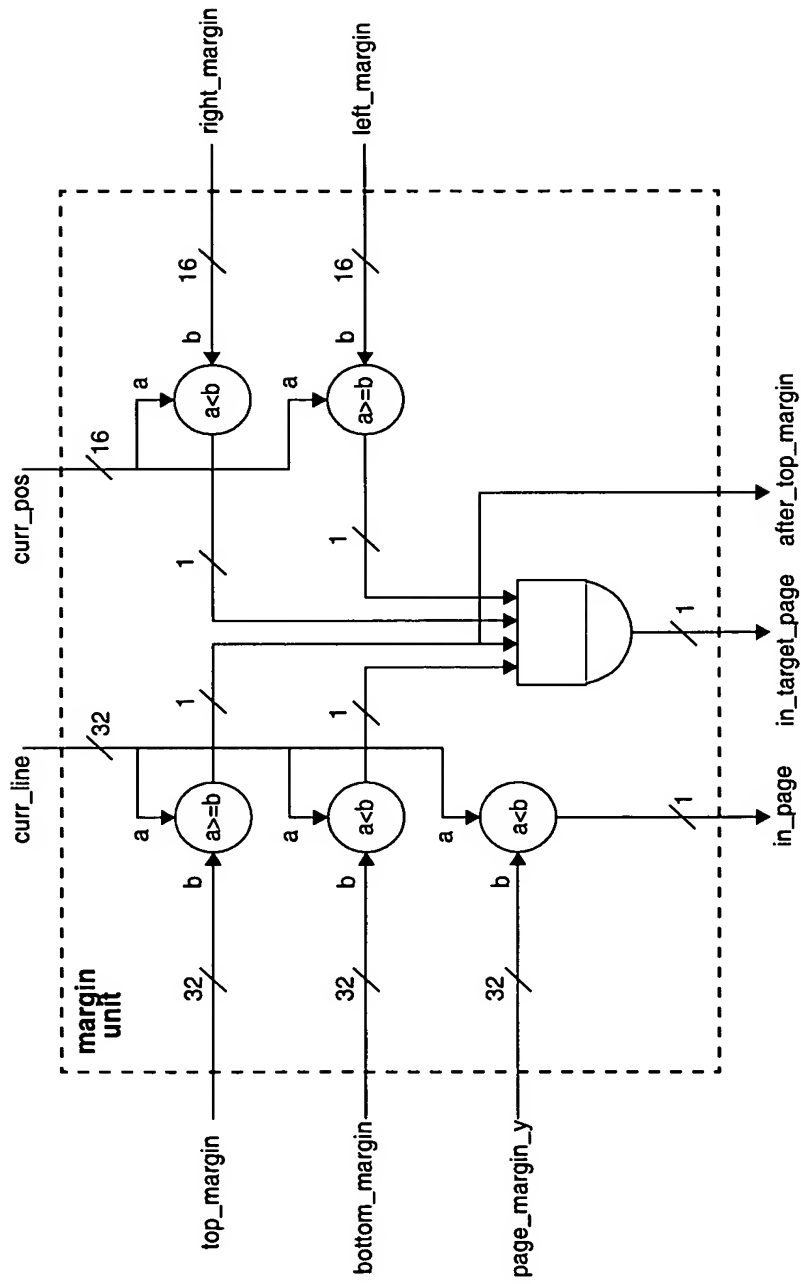 margin
unit
curr_line
curr_pos
32
16
top_margin
32
b
a
a>=b
1
bottom_margin
32
b
a
a<b
1
page_margin_y
32
b
a
a<b
1
a
a<b
b
16
right_margin
1
a
a>=b
b
16
left_margin
1
1
in_page
in_target_page
after_top_margin